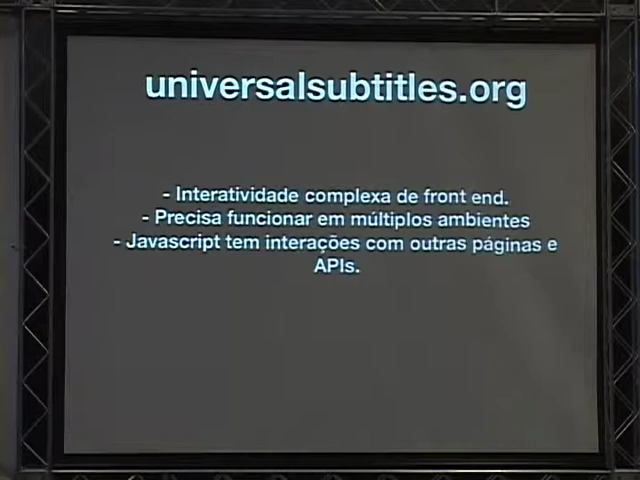 universalsubtitles.org
- Interatividade complexa de front end.
- Precisa funcionar em múltiplos ambientes
- Javascript tem interações com outras páginas e
APIs.